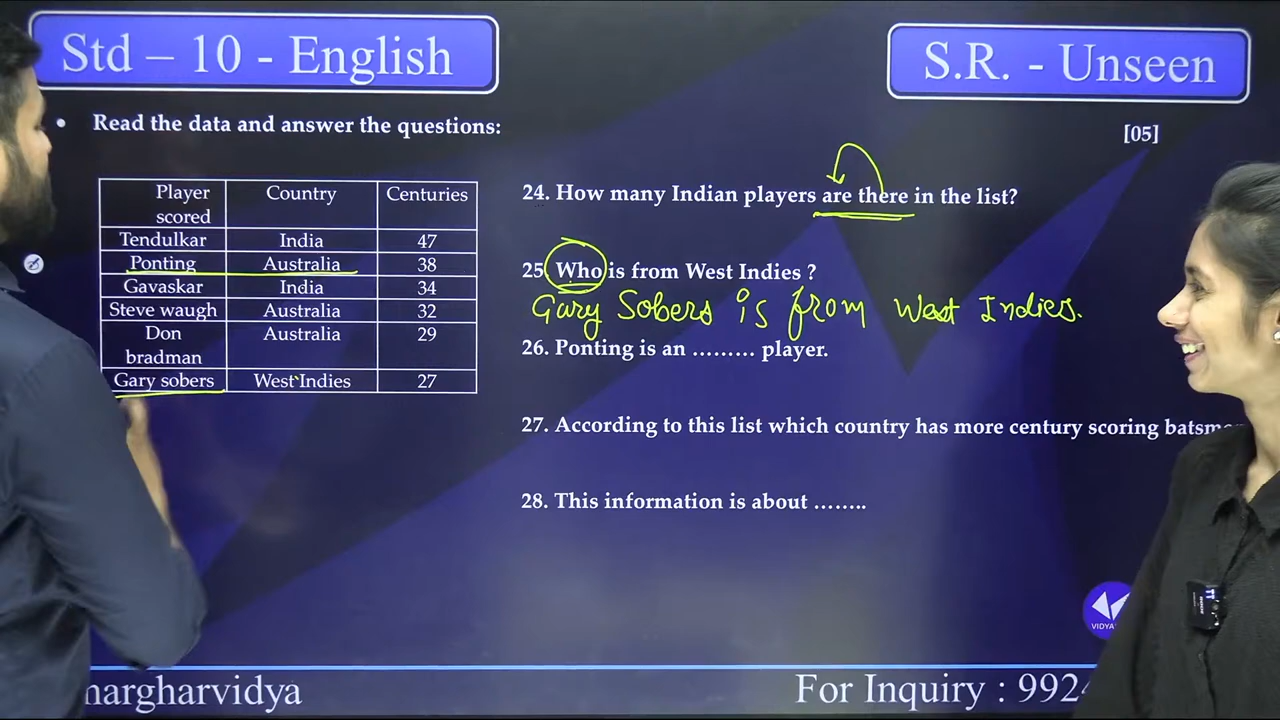 Std – 10 - English
S.R. - Unseen
• Read the data and answer the questions:
[05]
Player scored Country Centuries
Tendulkar India 47
Ponting Australia 38
Gavaskar India 34
Steve waugh Australia 32
Don bradman Australia 29
Gary sobers West Indies 27
24. How many Indian players are there in the list?
25. Who is from West Indies ?
Gary Sobers is from West Indies.
26. Ponting is an ……… player.
27. According to this list which country has more century scoring
28. This information is about ……..
For Inquiry :